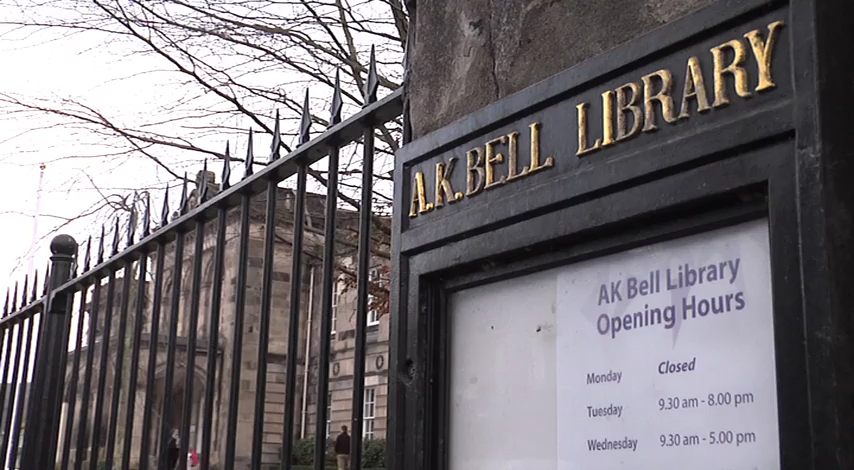 A.K. BELL LIBRARY
AK Bell Library
Opening Hours
Monday Closed
Tuesday 9.30 am - 8.00 pm
Wednesday 9.30 am - 5.00 pm